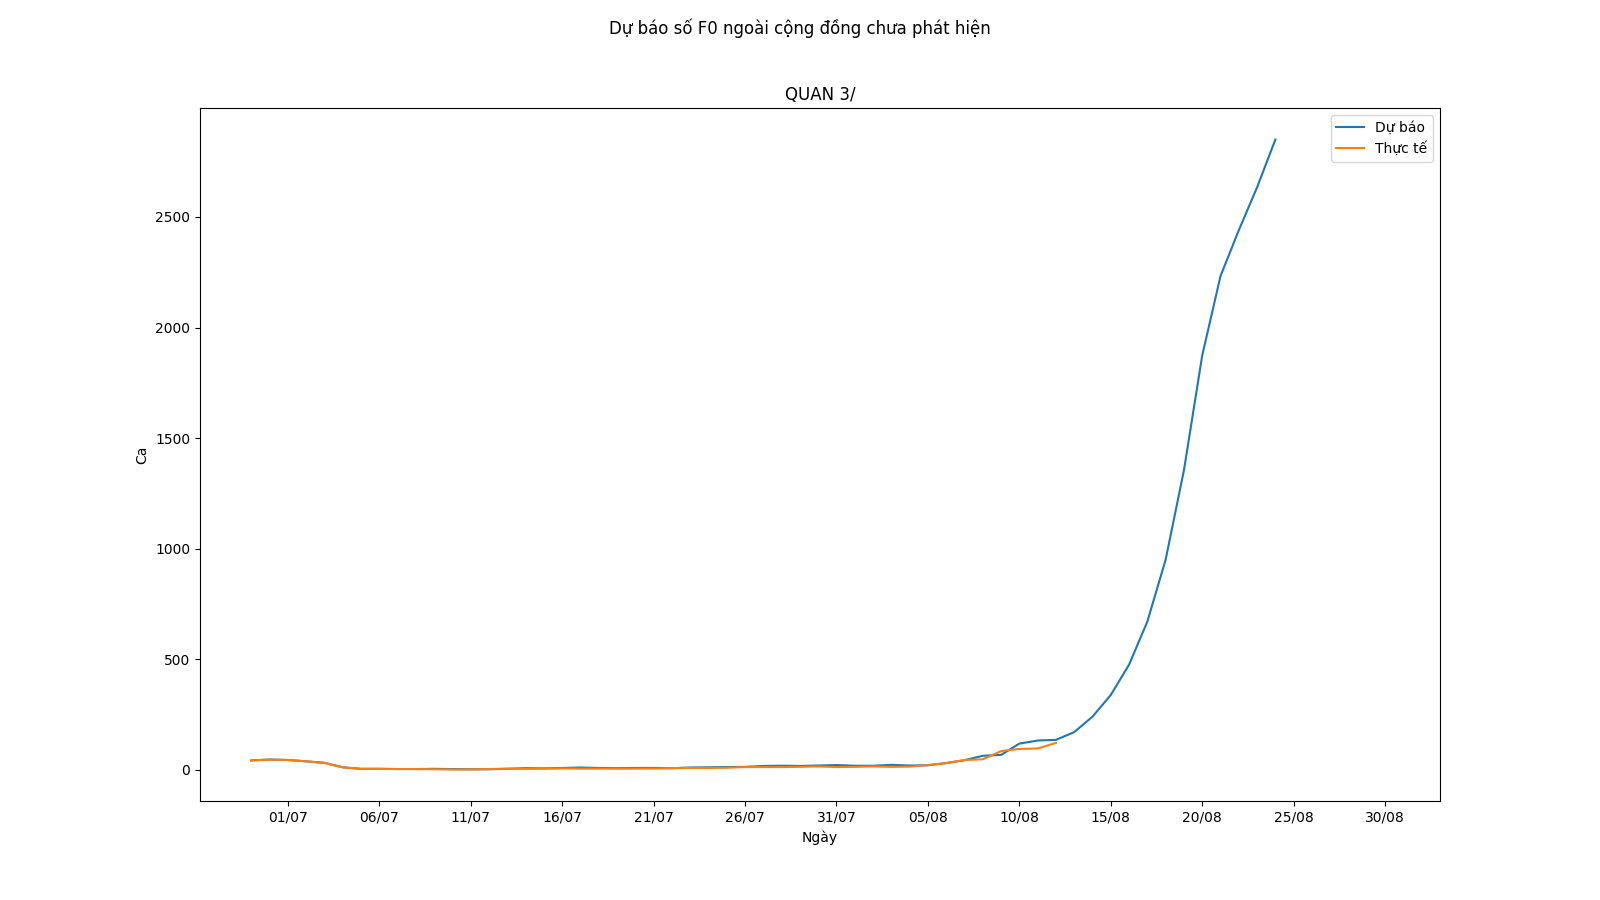 Dự báo số F0 ngoài cộng đồng chưa phát hiện
QUAN 3/
Dự báo
Thực tế
2500
2000
1500
1000
500
0
Ca
01/07 06/07 11/07 16/07 21/07 26/07 31/07 05/08 10/08 15/08 20/08 25/08 30/08
Ngày